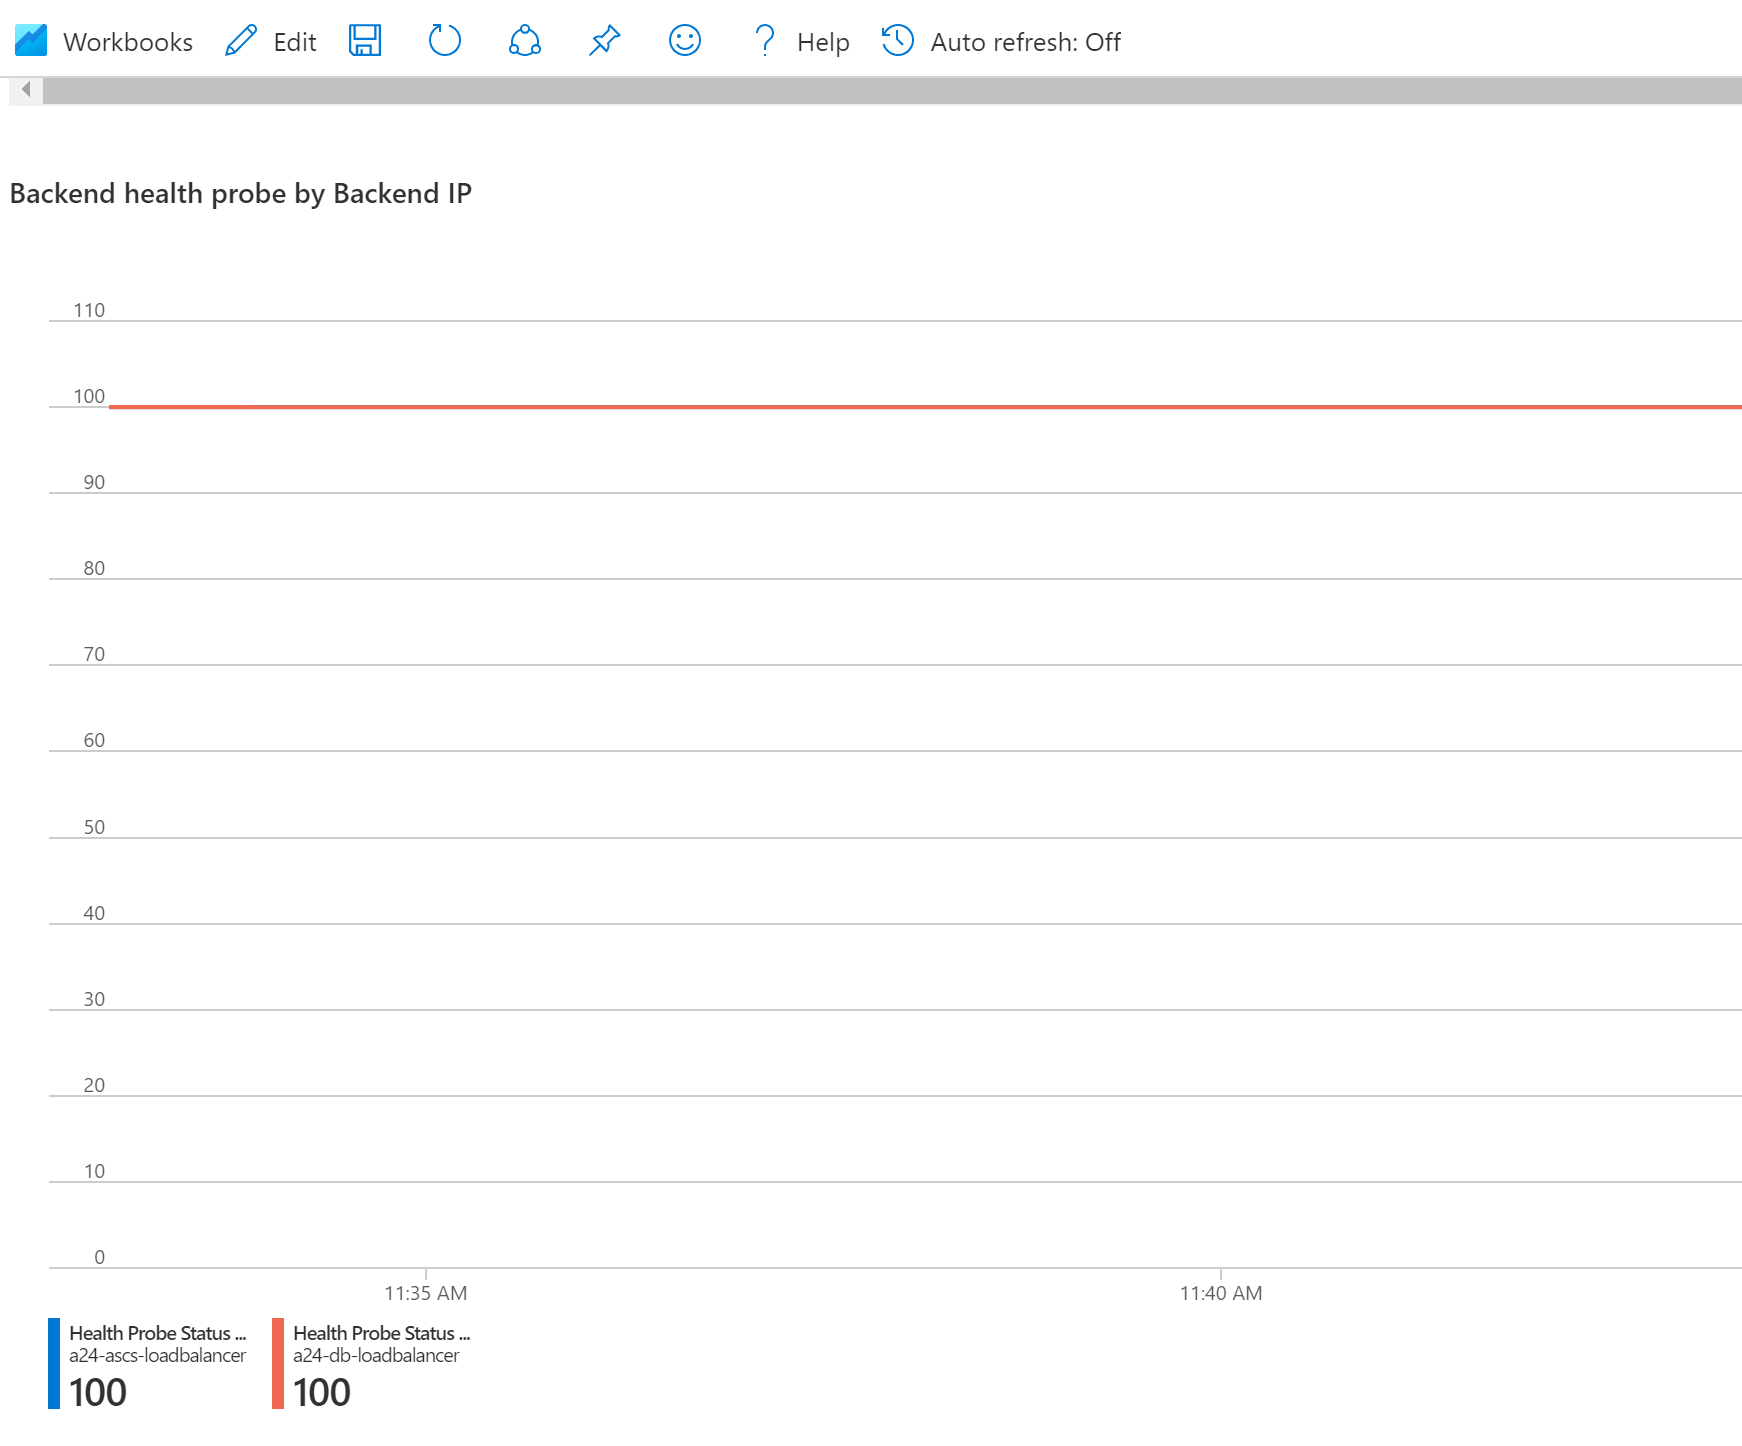 Workbooks Edit Help Auto refresh: Off
Backend health probe by Backend IP
110
100
90
80
70
60
50
40
30
20
10
0
11:35 AM 11:40 AM
Health Probe Status ... Health Probe Status ...
a24-ascs-loadbalancer a24-db-loadbalancer
100 100